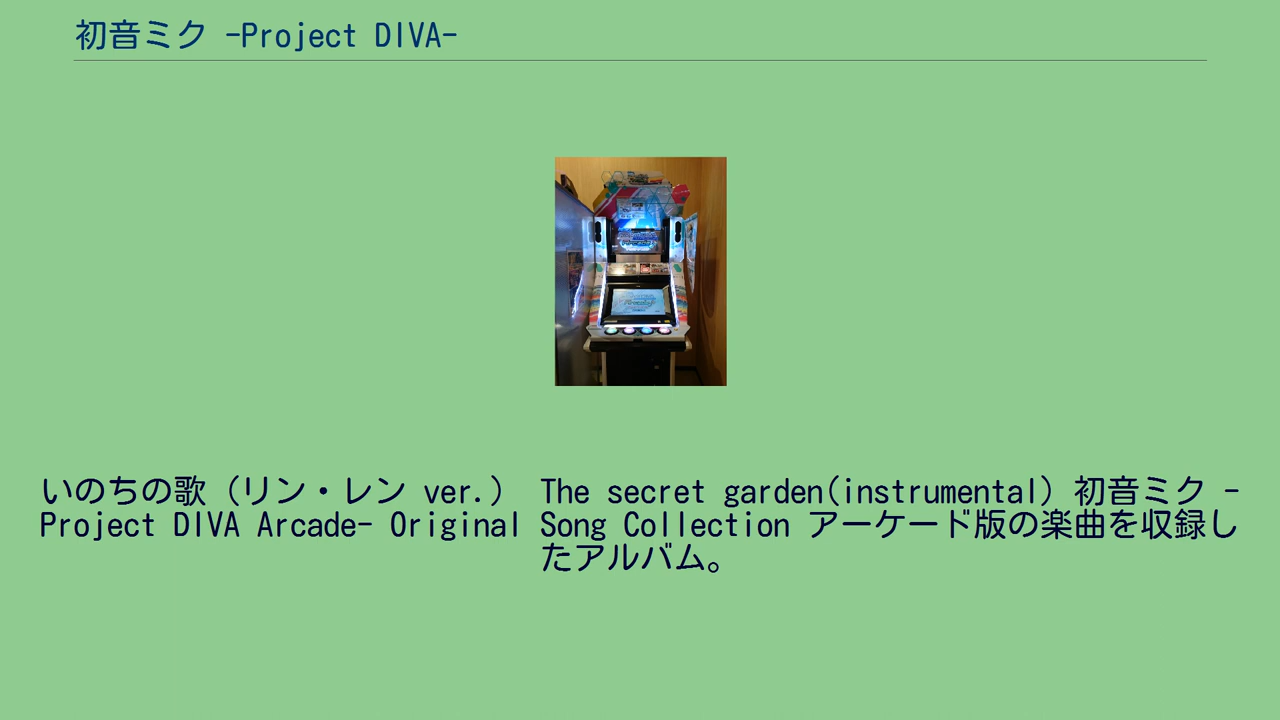 初音ミク -Project DIVA-
いのちの歌（リン・レン ver.） The secret garden(instrumental) 初音ミク -
Project DIVA Arcade- Original Song Collection アーケード版の楽曲を収録し
たアルバム。